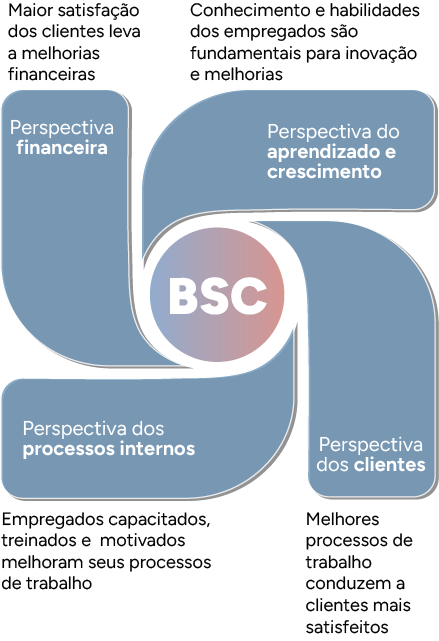 Maior satisfação
dos clientes leva
a melhorias
financeiras
Conhecimento e habilidades
dos empregados são
fundamentais para inovação
e melhorias
Perspectiva
financeira
Perspectiva do
aprendizado e
crescimento
BSC
Perspectiva dos
processos internos
Perspectiva
dos clientes
Empregados capacitados,
treinados e motivados
melhoram seus processos
de trabalho
Melhores
processos de
trabalho
conduzem a
clientes mais
satisfeitos